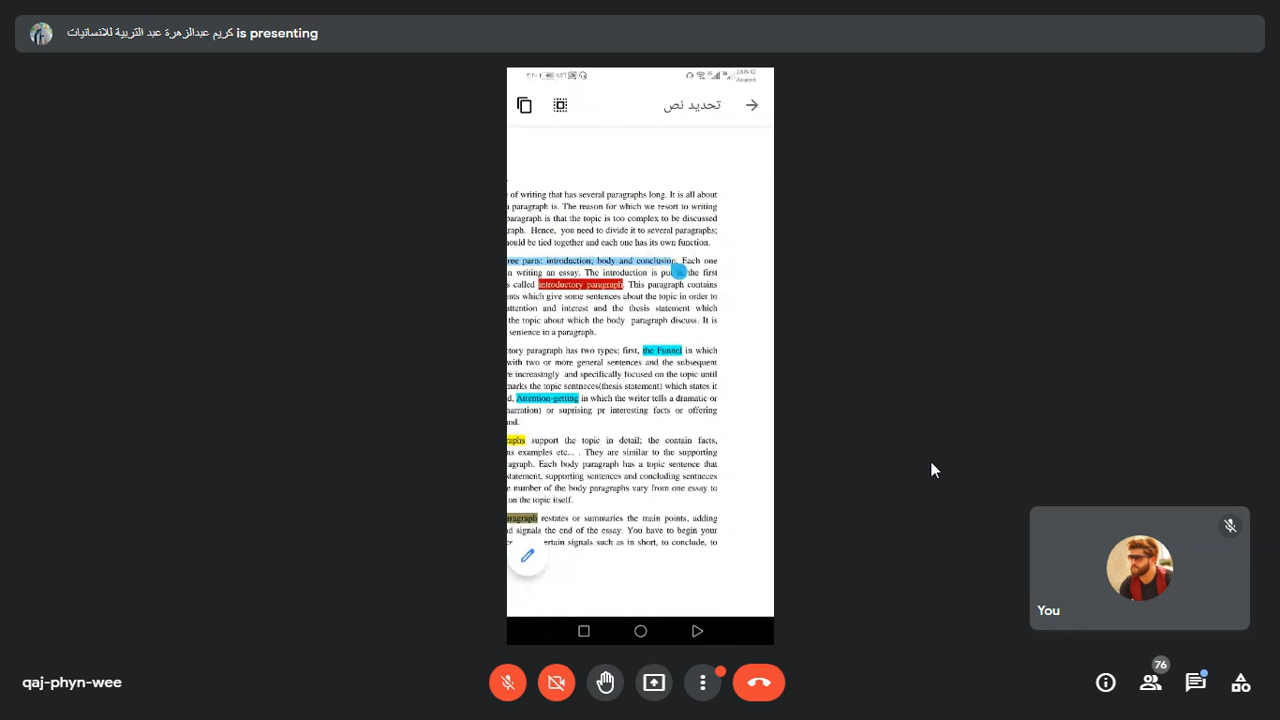 كريم عبدالزهرة عبد التربية للانسانيات is presenting
ZAIN IQ
تحديد نص
of writing that has several paragraphs long. It is all about
paragraph is. The reason for which we resort to writing
paragraph is that the topic is too complex to be discussed
graph. Hence, you need to divide it to several paragraphs;
hould be tied together and each one has its own function.
ree parts: introduction; body and conclusion. Each one
in writing an essay. The introduction is the first
s called introductory paragraph. This paragraph contains
nts which give some sentences about the topic in order to
attention and interest and the thesis statement which
the topic about which the body paragraph discuss. It is
sentence in a paragraph.
tory paragraph has two types; first, the Funnel in which
with two or more general sentences and the subsequent
re increasingly and specifically focused on the topic until
marks the topic sentneces(thesis statement) which states it
d, Attention-getting in which the writer tells a dramatic or
narration) or suprising pr interesting facts or offering
und.
raphs support the topic in detail; the contain facts,
ns examples etc... . They are similar to the supporting
agraph. Each body paragraph has a topic sentence that
statement, supporting sentences and concluding sentneces
e number of the body paragraphs vary from one essay to
on the topic itself.
aragraph restates or summaries the main points, adding
nd signals the end of the essay. You have to begin your
ertain signals such as in short, to conclude, to
You
qaj-phyn-wee
76